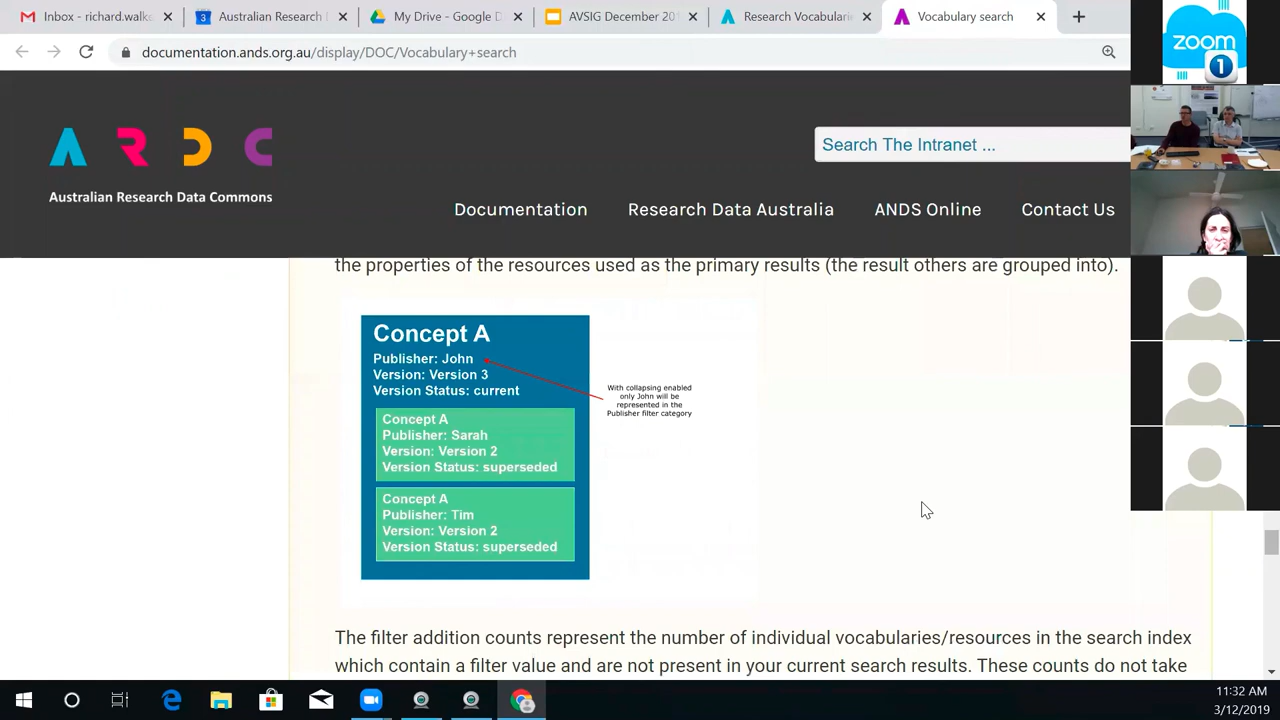 Inbox - richard.walks
Australian Research
My Drive - Google D
AVSIG December 201
Research Vocabularie
Vocabulary search
documentation.ands.org.au/display/DOC/Vocabulary+search
zoom
1
ARDC
Australian Research Data Commons
Search The Intranet ...
Documentation
Research Data Australia
ANDS Online
Contact Us
the properties of the resources used as the primary results (the result others are grouped into).
Concept A
Publisher: John
Version: Version 3
Version Status: current
With collapsing enabled
only John will be
represented in the
Publisher filter category
Concept A
Publisher: Sarah
Version: Version 2
Version Status: superseded
Concept A
Publisher: Tim
Version: Version 2
Version Status: superseded
The filter addition counts represent the number of individual vocabularies/resources in the search index
which contain a filter value and are not present in your current search results. These counts do not take
11:32 AM
3/12/2019